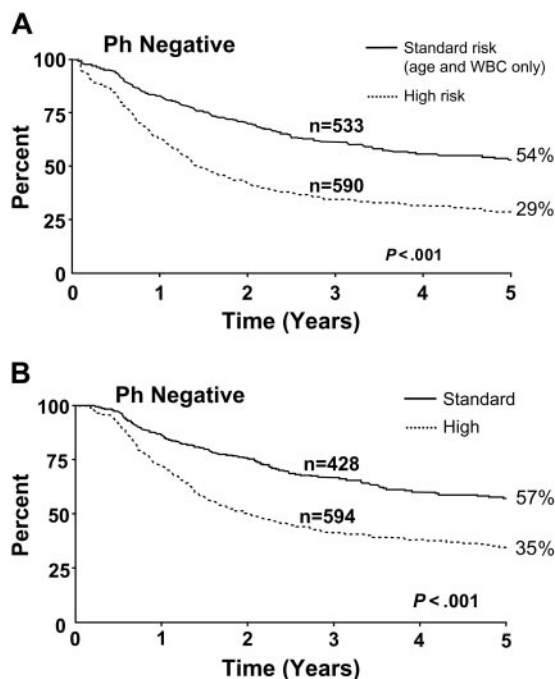 A
Ph Negative
Standard risk
(age and WBC only)
High risk
100
75
50
25
0
Percent
n=533
54%
n=590
29%
P < .001
0 1 2 3 4 5
Time (Years)
B
Ph Negative
Standard
High
100
75
50
25
0
Percent
n=428
57%
n=594
35%
P < .001
0 1 2 3 4 5
Time (Years)